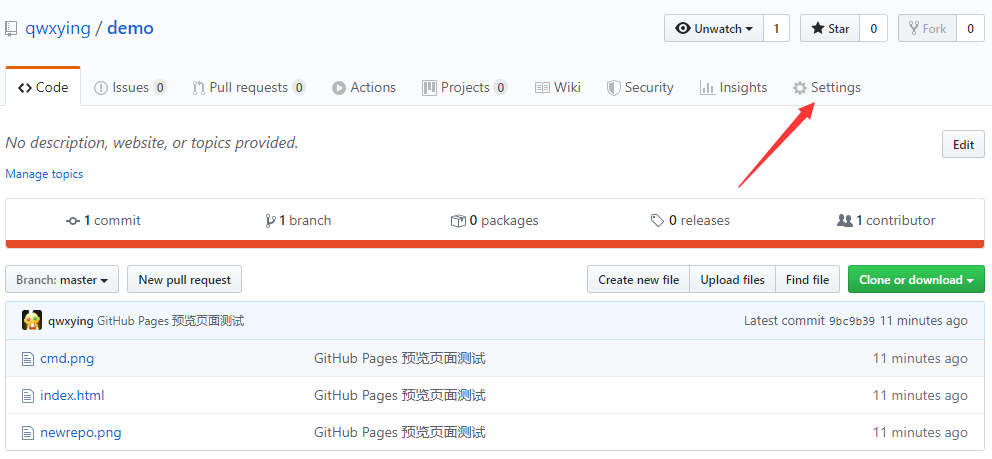 qwxying / demo
Unwatch 1 Star 0 Fork 0
Code Issues 0 Pull requests 0 Actions Projects 0 Wiki Security Insights Settings
No description, website, or topics provided. Edit
Manage topics
1 commit 1 branch 0 packages 0 releases 1 contributor
Branch: master New pull request Create new file Upload files Find file Clone or download
qwxying GitHub Pages 预览页面测试 Latest commit 9bc9b39 11 minutes ago
cmd.png GitHub Pages 预览页面测试 11 minutes ago
index.html GitHub Pages 预览页面测试 11 minutes ago
newrepo.png GitHub Pages 预览页面测试 11 minutes ago